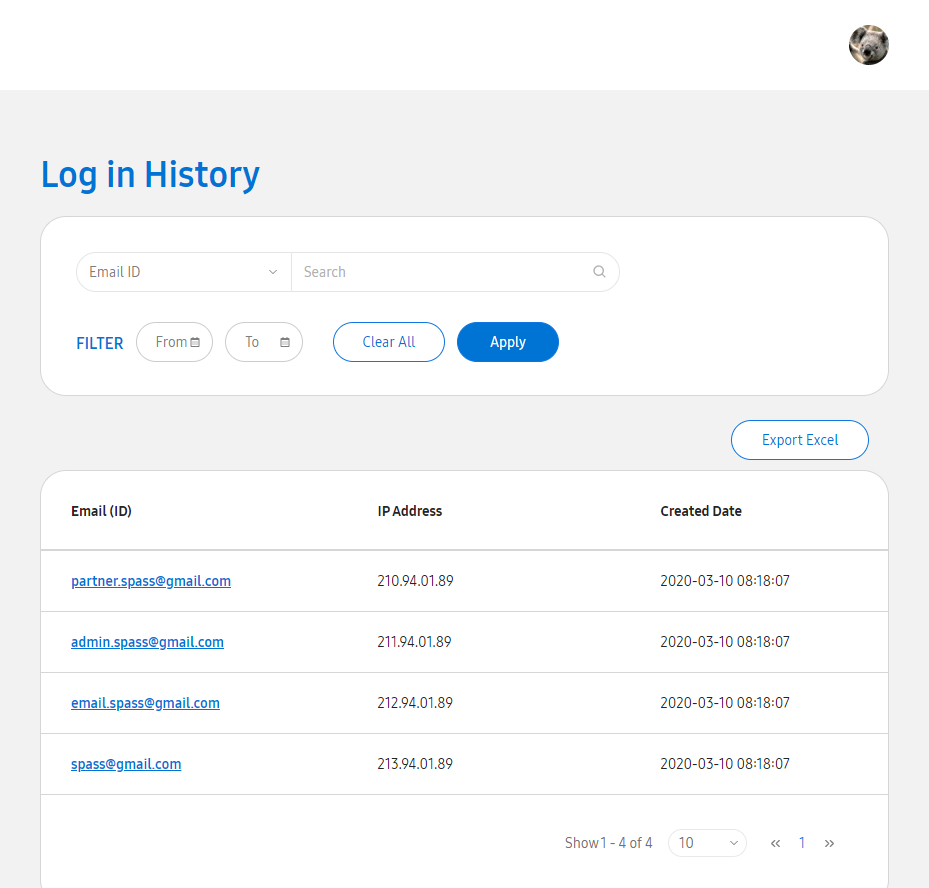 Log in History
Email ID Search
FILTER From To Clear All Apply
Export Excel
Email (ID) IP Address Created Date
partner.spass@gmail.com 210.94.01.89 2020-03-10 08:18:07
admin.spass@gmail.com 211.94.01.89 2020-03-10 08:18:07
email.spass@gmail.com 212.94.01.89 2020-03-10 08:18:07
spass@gmail.com 213.94.01.89 2020-03-10 08:18:07
Show 1 - 4 of 4 10 « 1 »